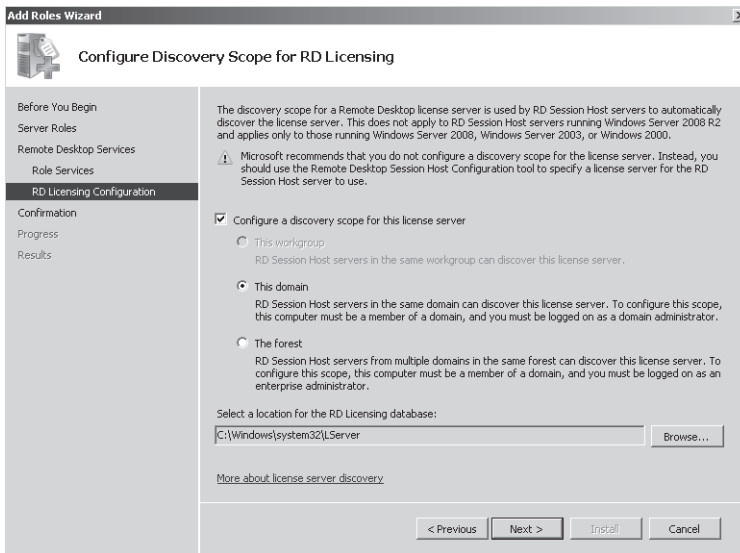 Add Roles Wizard
Configure Discovery Scope for RD Licensing
Before You Begin
Server Roles
Remote Desktop Services
Role Services
RD Licensing Configuration
Confirmation
Progress
Results
The discovery scope for a Remote Desktop license server is used by RD Session Host servers to automatically
discover the license server. This does not apply to RD Session Host servers running Windows Server 2008 R2
and applies only to those running Windows Server 2008, Windows Server 2003, or Windows 2000.
Microsoft recommends that you do not configure a discovery scope for the license server. Instead, you
should use the Remote Desktop Session Host Configuration tool to specify a license server for the RD
Session Host server to use.
Configure a discovery scope for this license server
This workgroup
RD Session Host servers in the same workgroup can discover this license server.
This domain
RD Session Host servers in the same domain can discover this license server. To configure this scope,
this computer must be a member of a domain, and you must be logged on as a domain administrator.
The forest
RD Session Host servers from multiple domains in the same forest can discover this license server. To
configure this scope, this computer must be a member of a domain, and you must be logged on as an
enterprise administrator.
Select a location for the RD Licensing database:
C:\Windows\system32\LServer
Browse...
More about license server discovery
< Previous
Next >
Install
Cancel